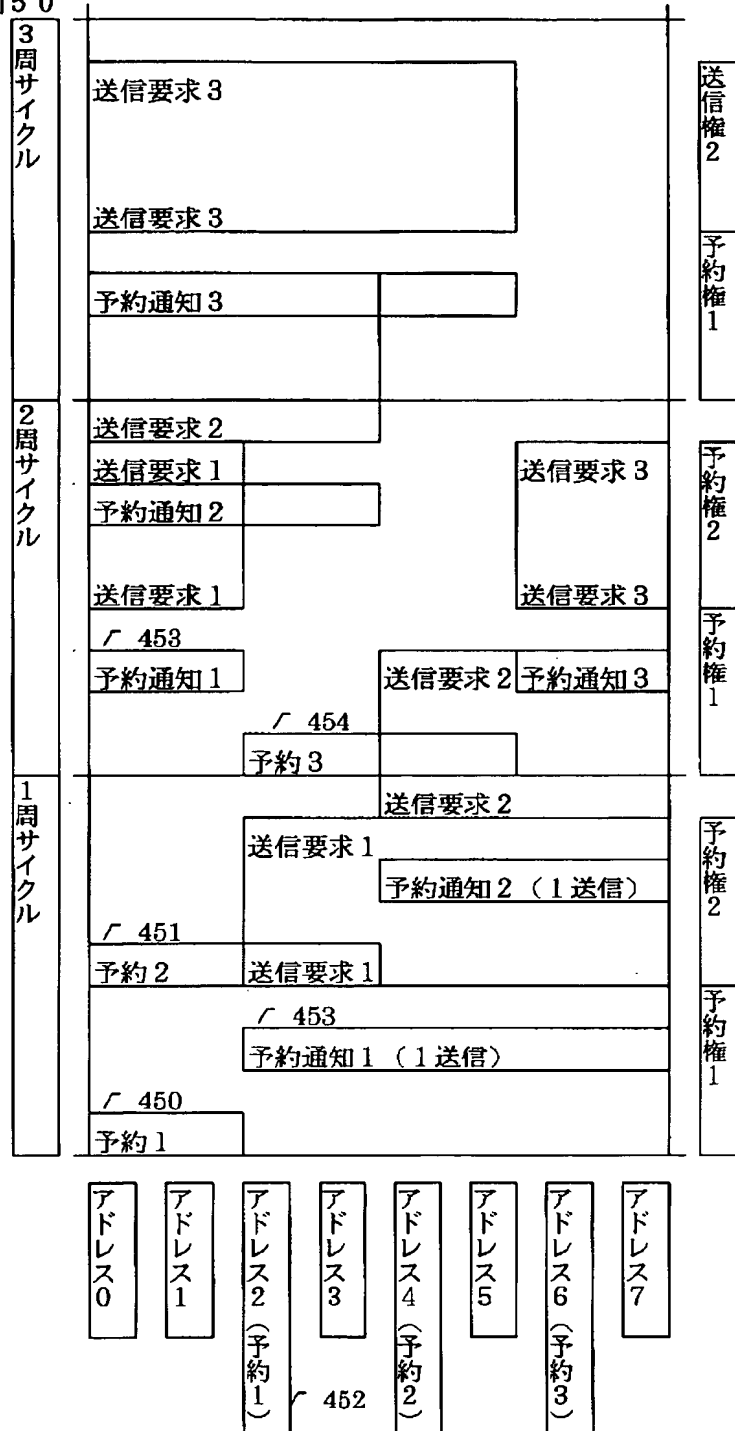 図50
3周サイクル
送信要求3
送信権2
送信要求3
予約権1
予約通知3
2周サイクル
送信要求2
送信要求1
送信要求3
予約権2
予約通知2
送信要求1
送信要求3
453
予約通知1
送信要求2
予約通知3
予約権1
454
予約3
1周サイクル
送信要求2
送信要求1
予約権2
予約通知2(1送信)
451
予約2
送信要求1
453
予約権1
予約通知1(1送信)
450
予約1
アドレス0
アドレス1
アドレス2(予約1)
アドレス3
アドレス4(予約2)
アドレス5
アドレス6(予約3)
アドレス7
452